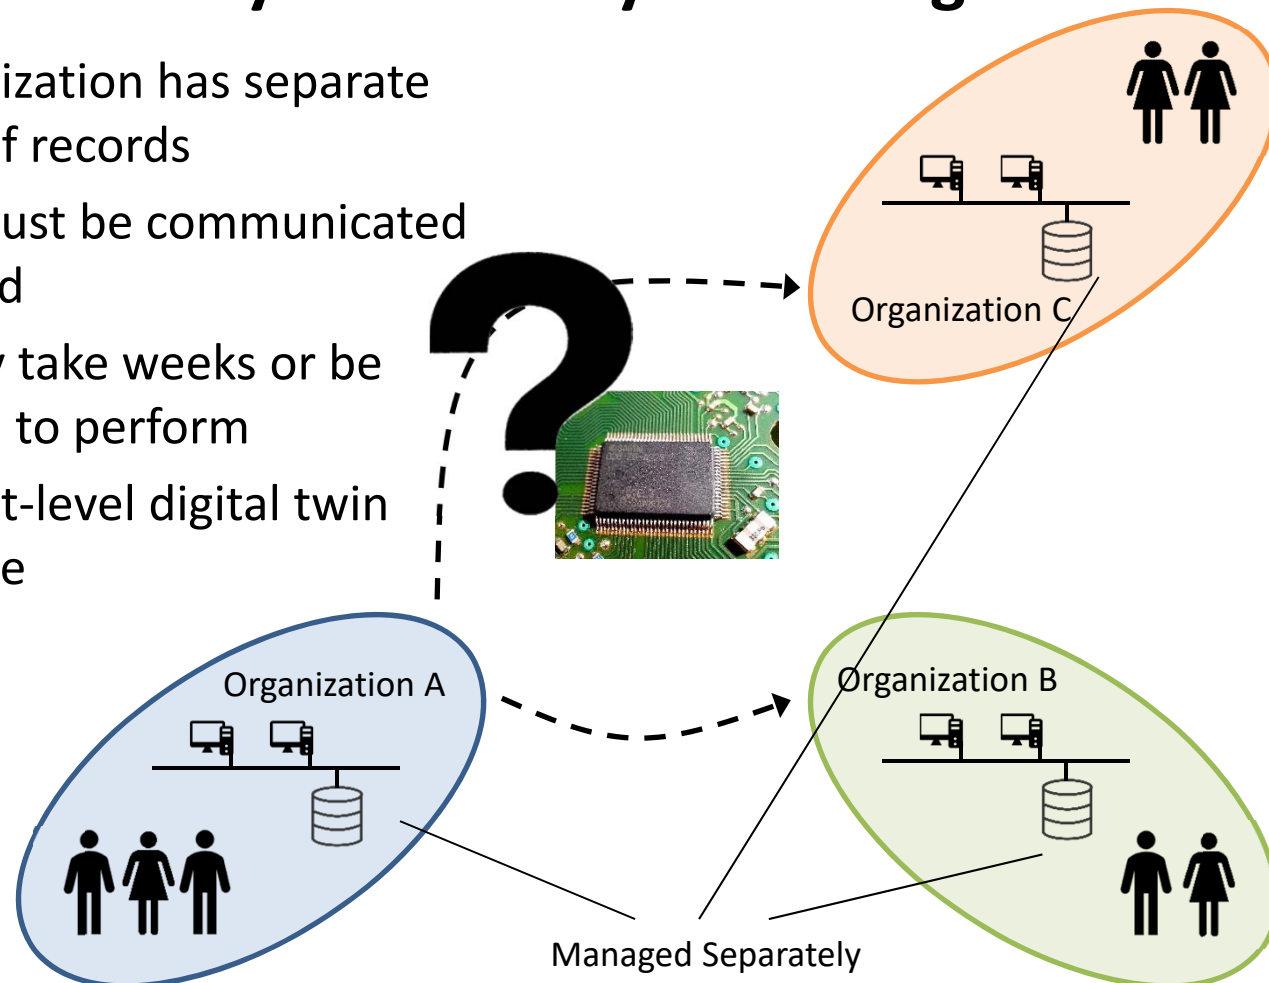 ization has separate
f records
ust be communicated
d
take weeks or be
to perform
t-level digital twin
e
Organization C
Organization A
Organization B
Managed Separately